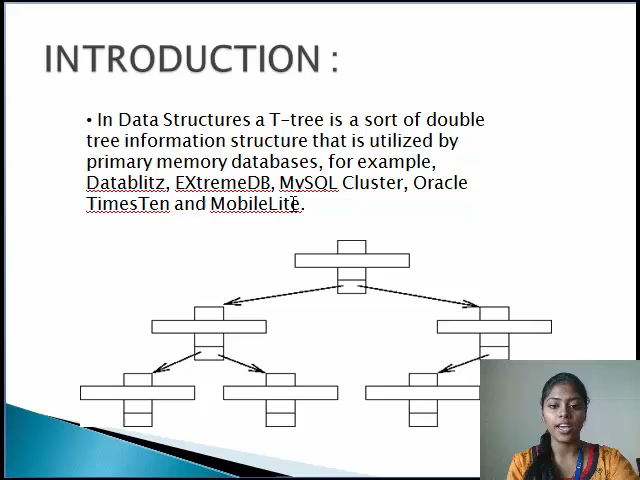 INTRODUCTION :
• In Data Structures a T-tree is a sort of double
tree information structure that is utilized by
primary memory databases, for example,
Datablitz, EXtremeDB, MySQL Cluster, Oracle
TimesTen and MobileLite.